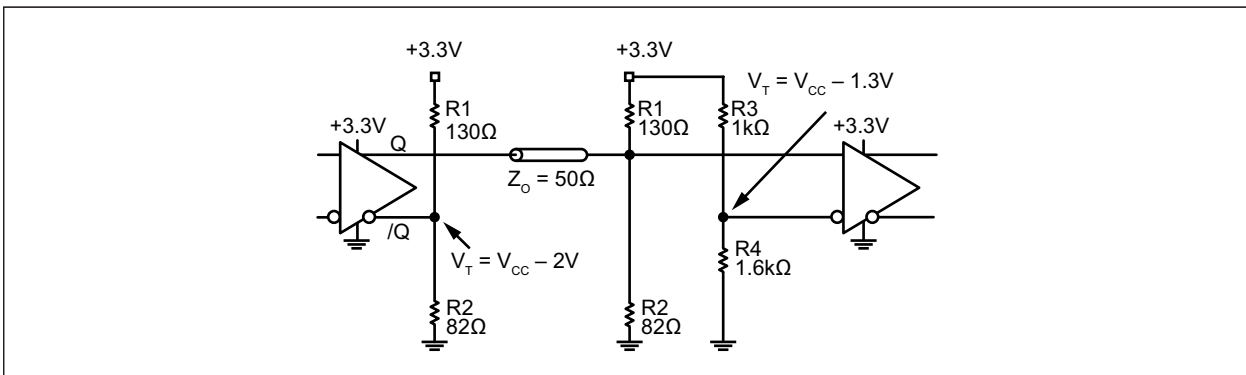 +3.3V
+3.3V
V_T = V_CC – 1.3V
R1
130Ω
R1
130Ω
R3
1kΩ
+3.3V
+3.3V
Q
Z_O = 50Ω
/Q
V_T = V_CC – 2V
R4
1.6kΩ
R2
82Ω
R2
82Ω